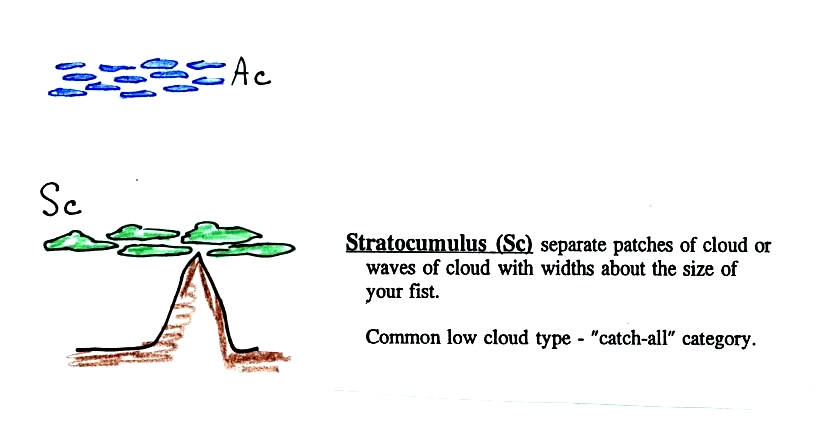 Ac
Sc
Stratocumulus (Sc) separate patches of cloud or
waves of cloud with widths about the size of
your fist.
Common low cloud type - "catch-all" category.